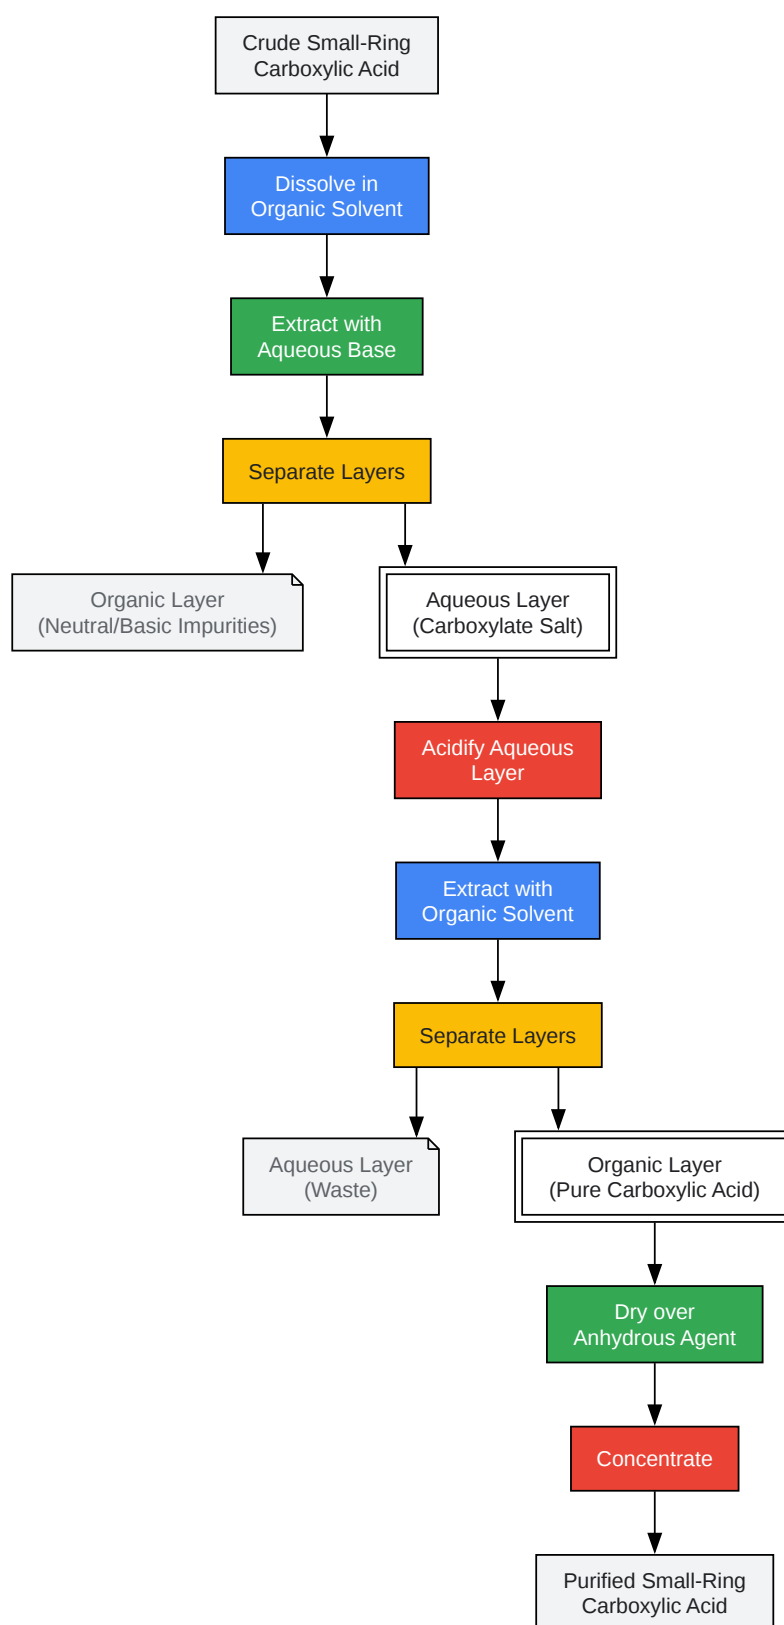 Crude Small-Ring
Carboxylic Acid
Dissolve in
Organic Solvent
Extract with
Aqueous Base
Separate Layers
Organic Layer
(Neutral/Basic Impurities)
Aqueous Layer
(Carboxylate Salt)
Acidify Aqueous
Layer
Extract with
Organic Solvent
Separate Layers
Aqueous Layer
(Waste)
Organic Layer
(Pure Carboxylic Acid)
Dry over
Anhydrous Agent
Concentrate
Purified Small-Ring
Carboxylic Acid